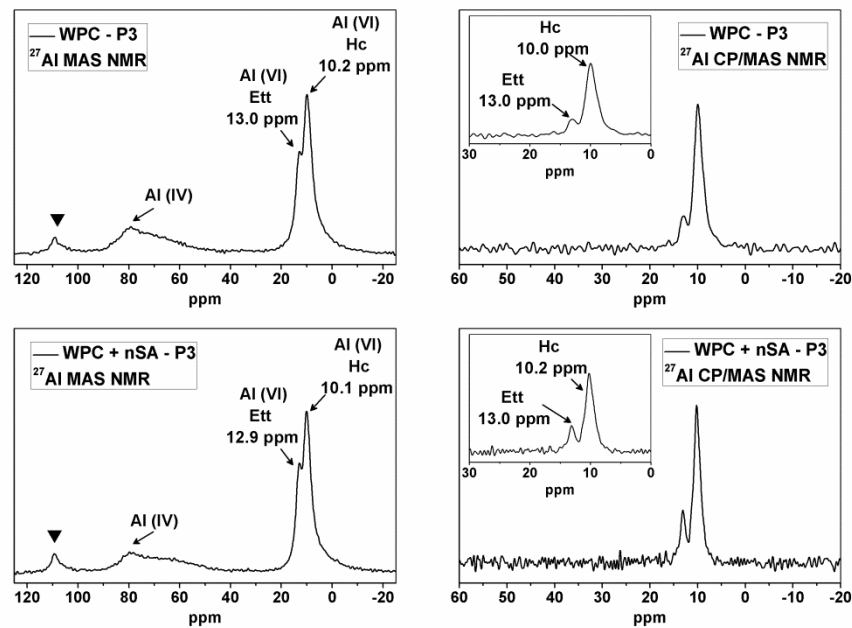 WPC - P3
27Al MAS NMR
Al (VI)
Hc
10.2 ppm
Al (VI)
Ett
13.0 ppm
Al (IV)
120 100 80 60 40 20 0 -20
ppm
WPC - P3
27Al CP/MAS NMR
Hc
10.0 ppm
Ett
13.0 ppm
30 20 10 0
ppm
60 50 40 30 20 10 0 -10 -20
ppm
WPC + nSA - P3
27Al MAS NMR
Al (VI)
Hc
10.1 ppm
Al (VI)
Ett
12.9 ppm
Al (IV)
120 100 80 60 40 20 0 -20
ppm
WPC + nSA - P3
27Al CP/MAS NMR
Hc
10.2 ppm
Ett
13.0 ppm
30 20 10 0
ppm
60 50 40 30 20 10 0 -10 -20
ppm